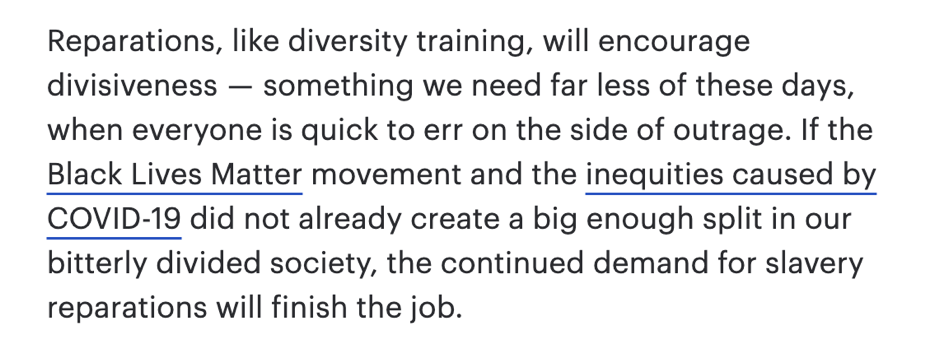 Reparations, like diversity training, will encourage
divisiveness — something we need far less of these days,
when everyone is quick to err on the side of outrage. If the
Black Lives Matter movement and the inequities caused by
COVID-19 did not already create a big enough split in our
bitterly divided society, the continued demand for slavery
reparations will finish the job.